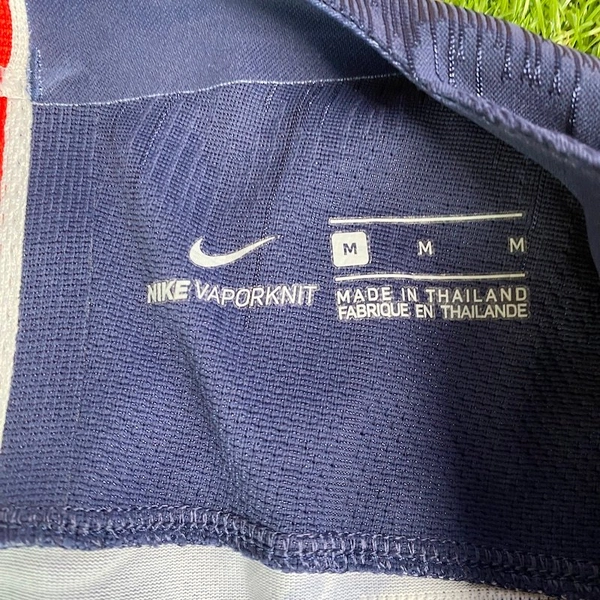 NIKE VAPORKNIT
M M M
MADE IN THAILAND
FABRIQUE EN THAILANDE